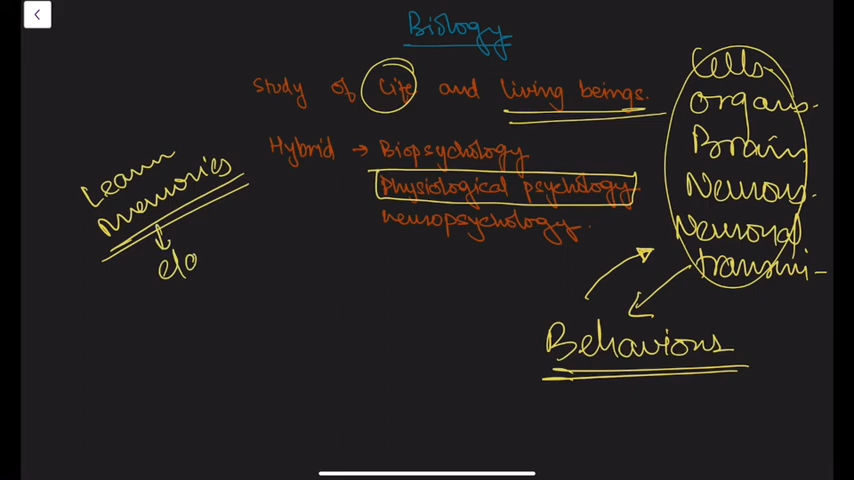 Biology
Study of Life and living beings.
Hybrid → Biopsychology
Physiological psychology
neuropsychology.
Cells.
Organs.
Brain,
Neurons.
Neuronal
transmi-
Behaviours
Learn
memories